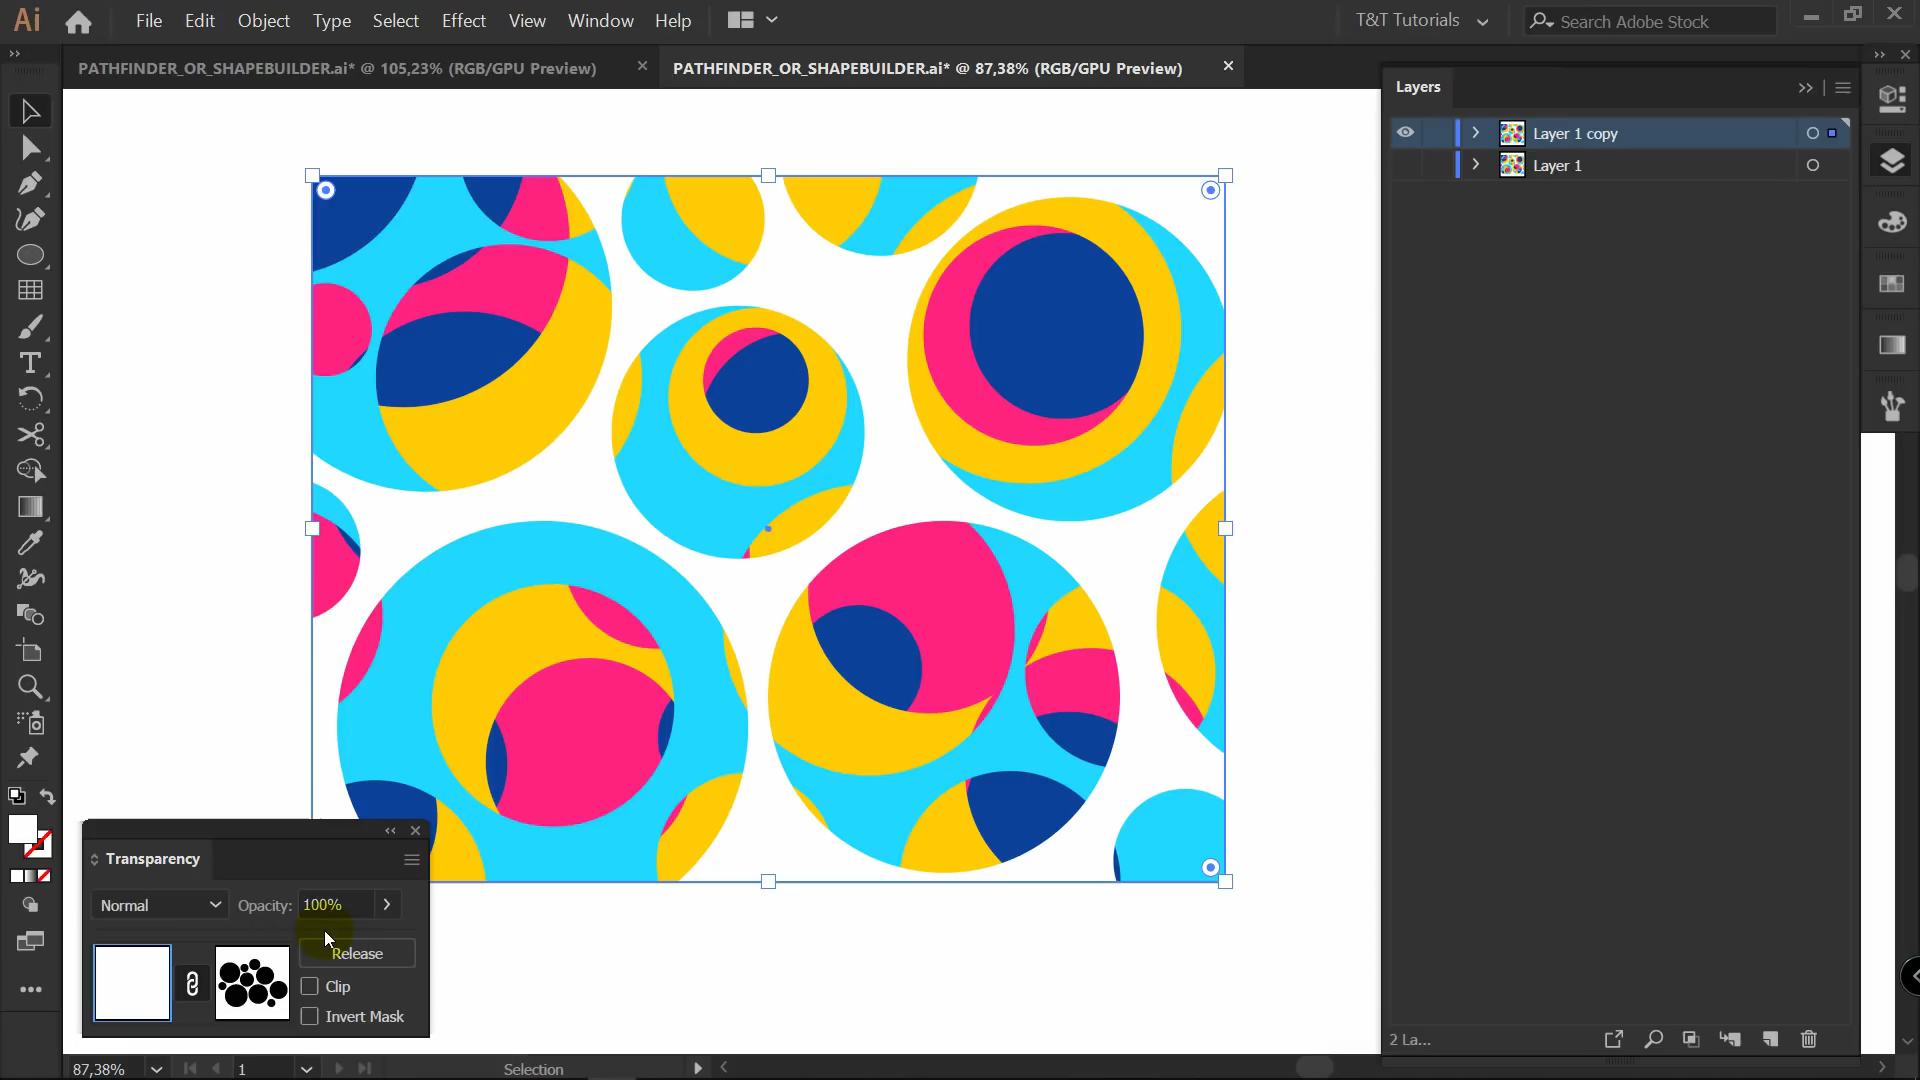 Ai File Edit Object Type Select Effect View Window Help T&T Tutorials Search Adobe Stock
PATHFINDER_OR_SHAPEBUILDER.ai* @ 105,23% (RGB/GPU Preview) PATHFINDER_OR_SHAPEBUILDER.ai* @ 87,38% (RGB/GPU Preview)
Layers
Layer 1 copy
Layer 1
Transparency
Normal Opacity: 100%
Release
Clip
Invert Mask
2 La...
87,38% 1 Selection